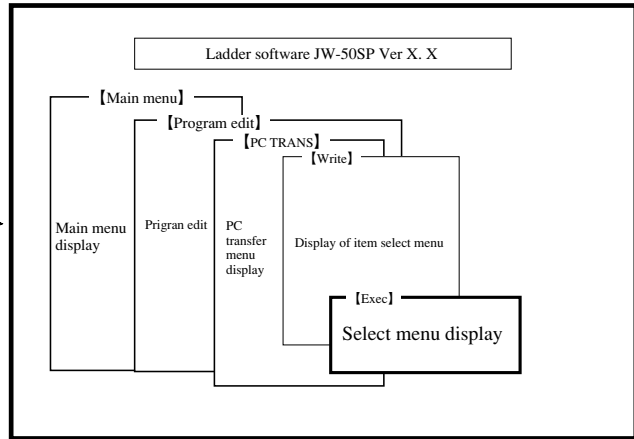 Ladder software JW-50SP Ver X. X
【Main menu】
【Program edit】
【PC TRANS】
【Write】
Main menu
display
Prigran edit
PC
transfer
menu
display
Display of item select menu
【Exec】
Select menu display